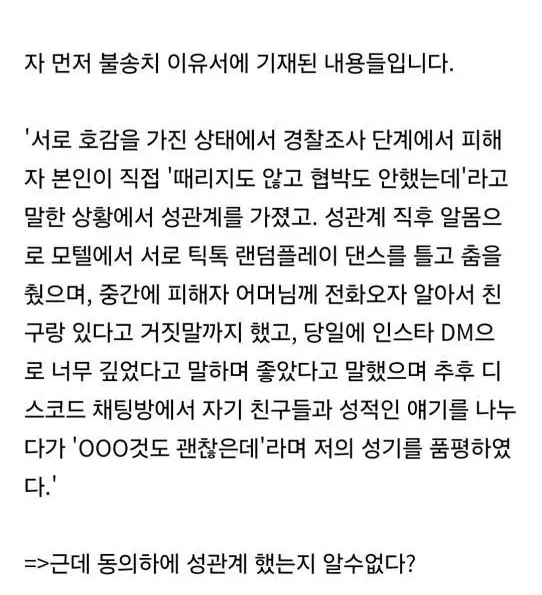 자 먼저 불송치 이유서에 기재된 내용들입니다.
'서로 호감을 가진 상태에서 경찰조사 단계에서 피해
자 본인이 직접 '때리지도 않고 협박도 안했는데'라고
말한 상황에서 성관계를 가졌고. 성관계 직후 알몸으
로 모텔에서 서로 틱톡 랜덤플레이 댄스를 틀고 춤을
췄으며, 중간에 피해자 어머님께 전화오자 알아서 친
구랑 있다고 거짓말까지 했고, 당일에 인스타 DM으
로 너무 깊었다고 말하며 좋았다고 말했으며 추후 디
스코드 채팅방에서 자기 친구들과 성적인 얘기를 나누
다가 'OOO것도 괜찮은데'라며 저의 성기를 품평하였
다.'
=>근데 동의하에 성관계 했는지 알수없다?